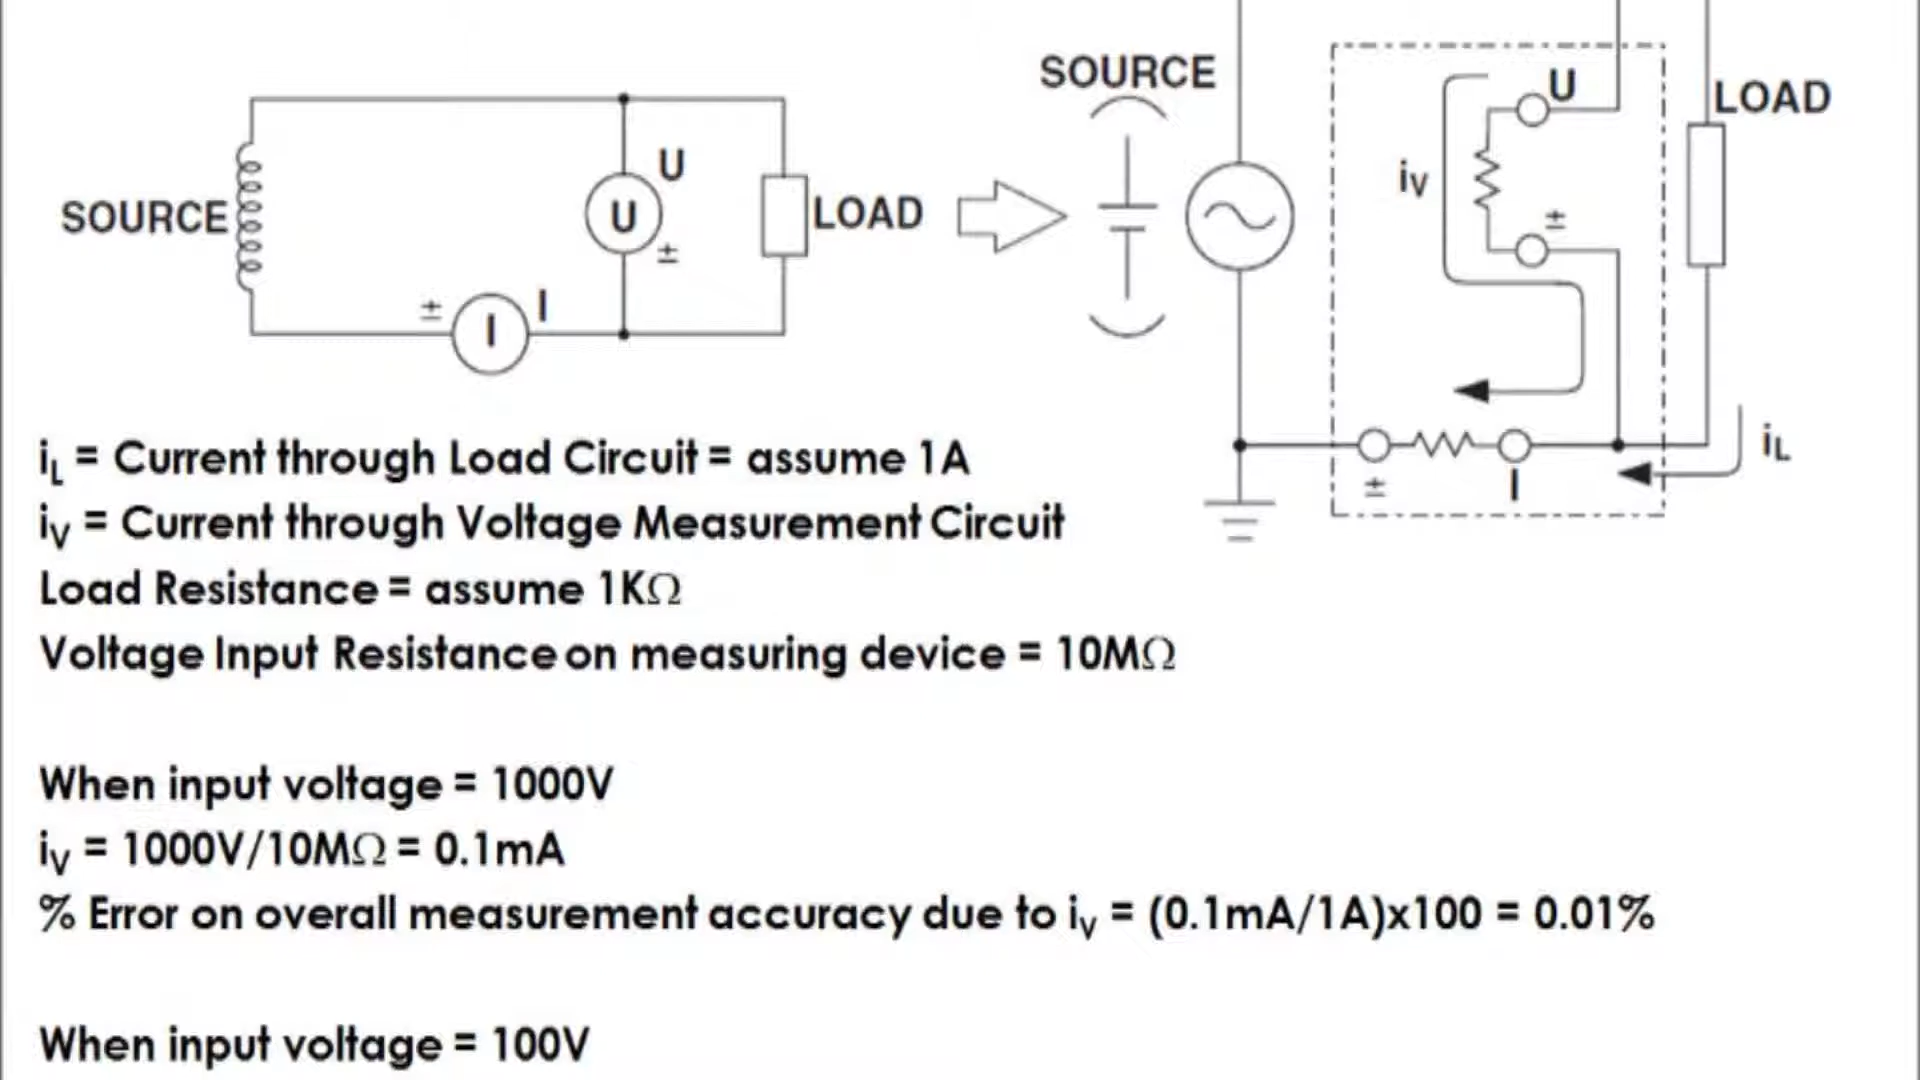 SOURCE
U
U
±
LOAD
±
I
I
SOURCE
U
±
iV
LOAD
±
I
iL
iL = Current through Load Circuit = assume 1A
iV = Current through Voltage Measurement Circuit
Load Resistance = assume 1KΩ
Voltage Input Resistance on measuring device = 10MΩ
When input voltage = 1000V
iV = 1000V/10MΩ = 0.1mA
% Error on overall measurement accuracy due to iV = (0.1mA/1A)x100 = 0.01%
When input voltage = 100V